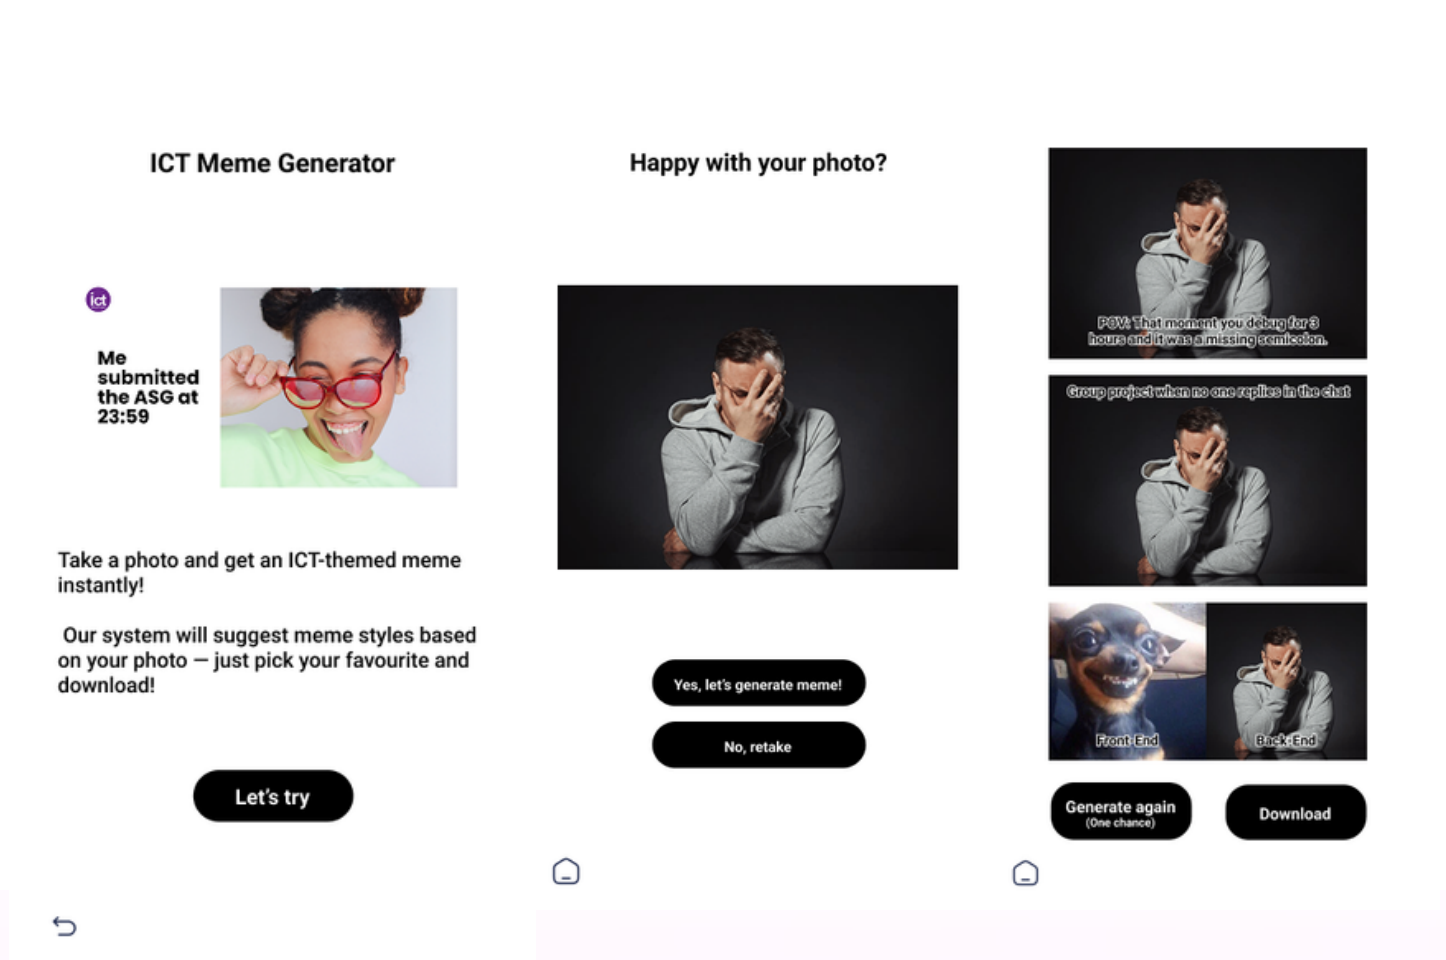 ICT Meme Generator
ict
Me
submitted
the ASG at
23:59
Take a photo and get an ICT-themed meme
instantly!
Our system will suggest meme styles based
on your photo — just pick your favourite and
download!
Let's try
Happy with your photo?
Yes, let's generate meme!
No, retake
POV: That moment you debug for 3
hours and it was a missing semicolon.
Group project when no one replies in the chat
Front-End
Back-End
Generate again
(One chance)
Download